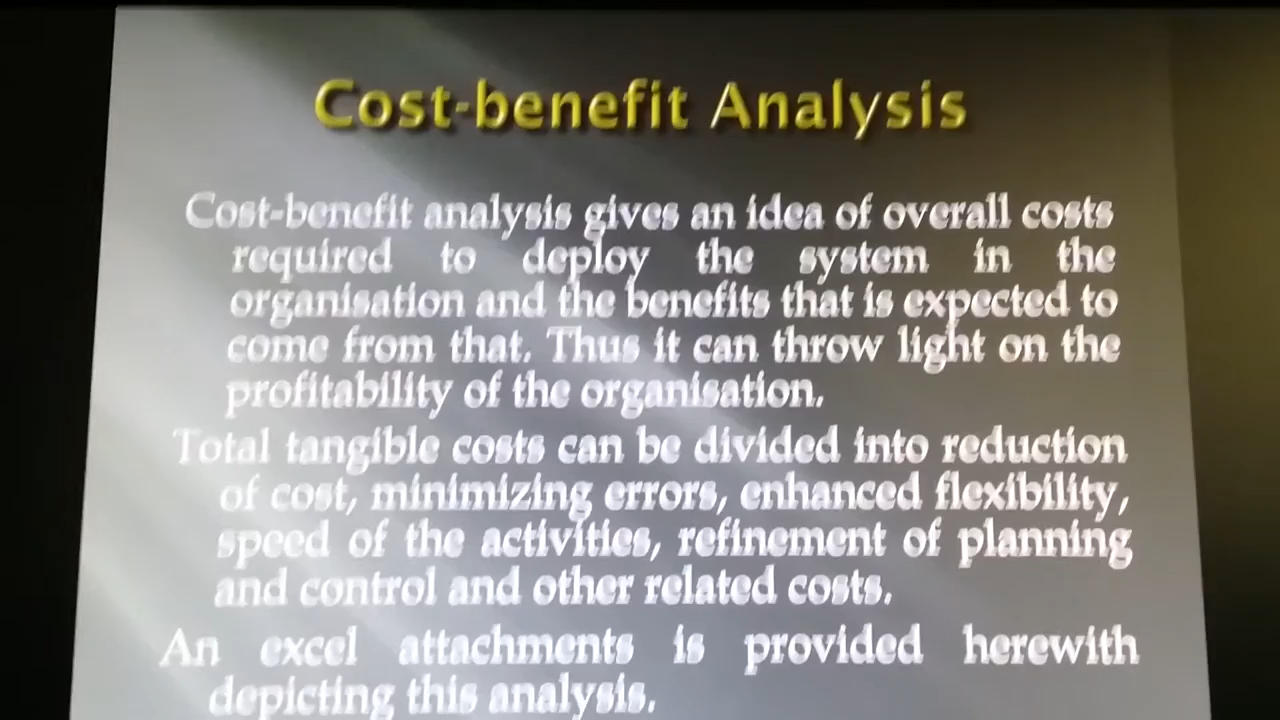 Cost-benefit Analysis
Cost-benefit analysis gives an idea of overall costs
required to deploy the system in the
organisation and the benefits that is expected to
come from that. Thus it can throw light on the
profitability of the organisation.
Total tangible costs can be divided into reduction
of cost, minimizing errors, enhanced flexibility,
speed of the activities, refinement of planning
and control and other related costs.
An excel attachments is provided herewith
depicting this analysis.